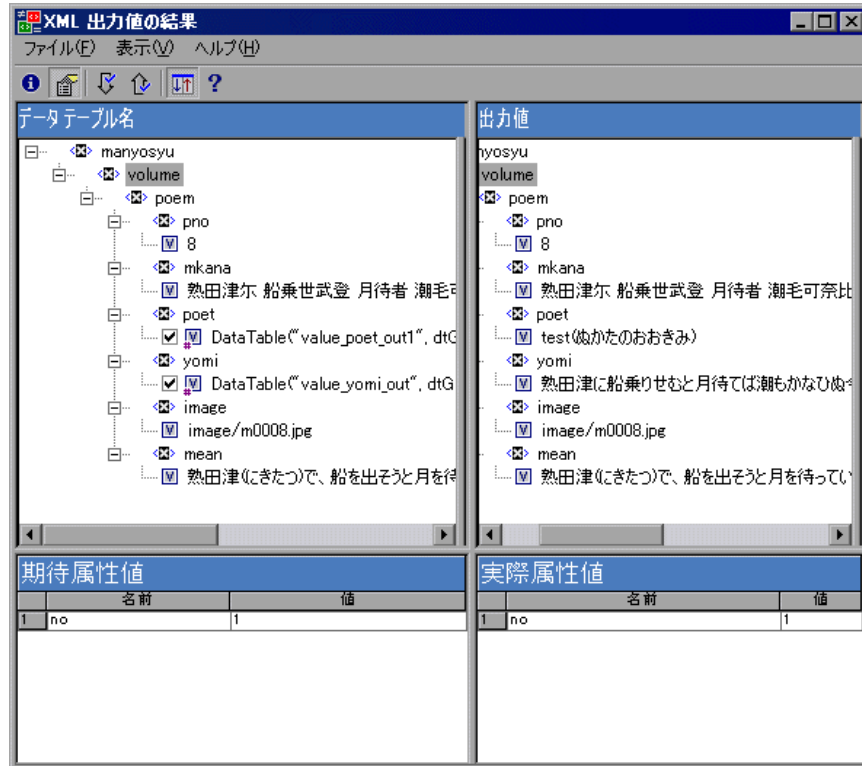 XML 出力値の結果
ファイル(F) 表示(V) ヘルプ(H)
データ テーブル名
manyosyu
volume
poem
pno
8
mkana
熟田津尓 船乗世武登 月待者 潮毛可
poet
DataTable("value_poet_out1", dtG
yomi
DataTable("value_yomi_out", dtG
image
image/m0008.jpg
mean
熟田津(にきたつ)で、船を出そうと月を待
出力値
nyosyu
volume
poem
pno
8
mkana
熟田津尓 船乗世武登 月待者 潮毛可奈比
poet
test(ぬかたのおおきみ)
yomi
熟田津に船乗りせむと月待てば潮もかなひぬ今
image
image/m0008.jpg
mean
熟田津(にきたつ)で、船を出そうと月を待ってい
期待属性値
名前 値
1 no 1
実際属性値
名前 値
1 no 1